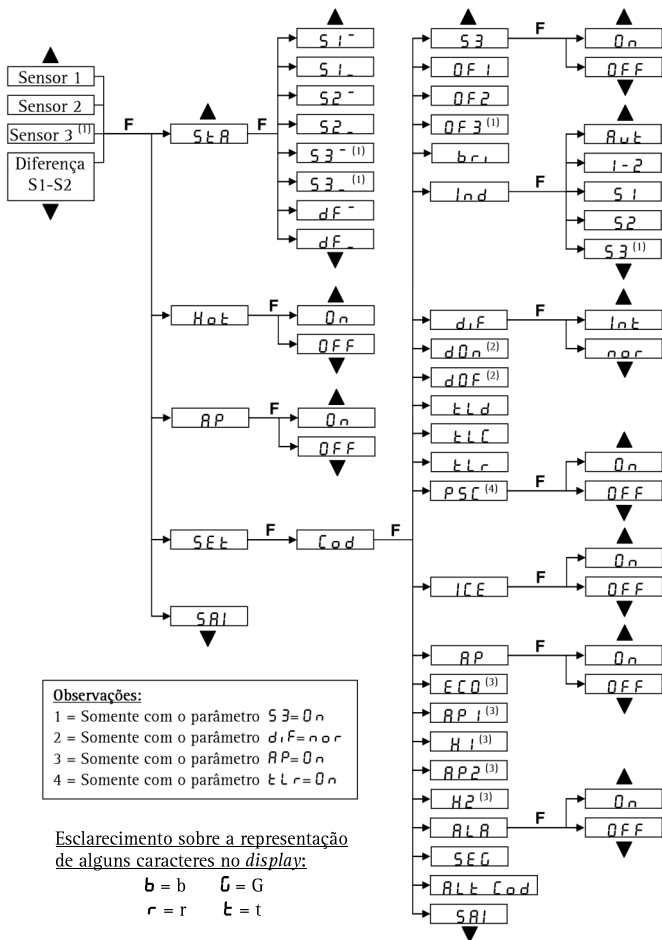 Sensor 1
Sensor 2
Sensor 3 (1)
Diferença
S1-S2
F
StA
F
S1¯
S1_
S2¯
S2_
S3¯ (1)
S3_ (1)
dF¯
dF_
Hot
F
On
OFF
AP
F
On
OFF
SEt
F
Cod
F
SAI
S3
F
On
OFF
OF1
OF2
OF3 (1)
bri
Ind
F
Aut
1-2
S1
S2
S3 (1)
diF
F
Int
nor
dOn (2)
dOF (2)
tLd
tLC
tLr
PSC (4)
F
On
OFF
ICE
F
On
OFF
AP
F
On
OFF
ECO (3)
AP1 (3)
H1 (3)
AP2 (3)
H2 (3)
ALA
F
On
OFF
SEG
ALt Cod
SAI
Observações:
1 = Somente com o parâmetro S3=On
2 = Somente com o parâmetro diF=nor
3 = Somente com o parâmetro AP=On
4 = Somente com o parâmetro tLr=On
Esclarecimento sobre a representação
de alguns caracteres no display:
b = b G = G
r = r t = t